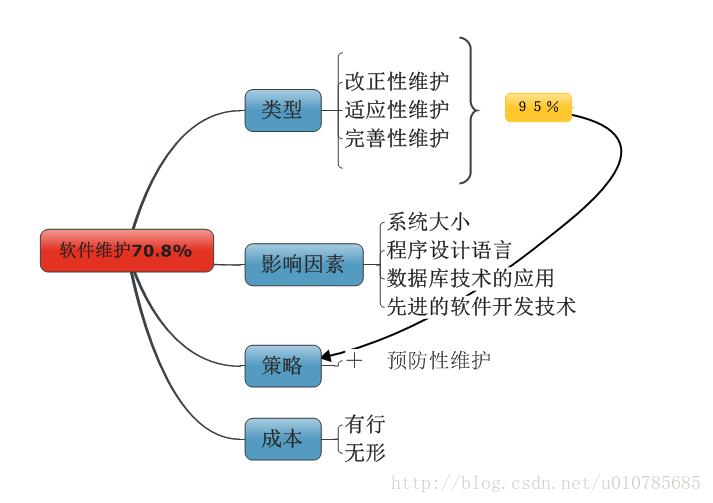 软件维护70.8%
类型
改正性维护
适应性维护
完善性维护
95%
影响因素
系统大小
程序设计语言
数据库技术的应用
先进的软件开发技术
策略
＋ 预防性维护
成本
有行
无形
http://blog.csdn.net/u010785685